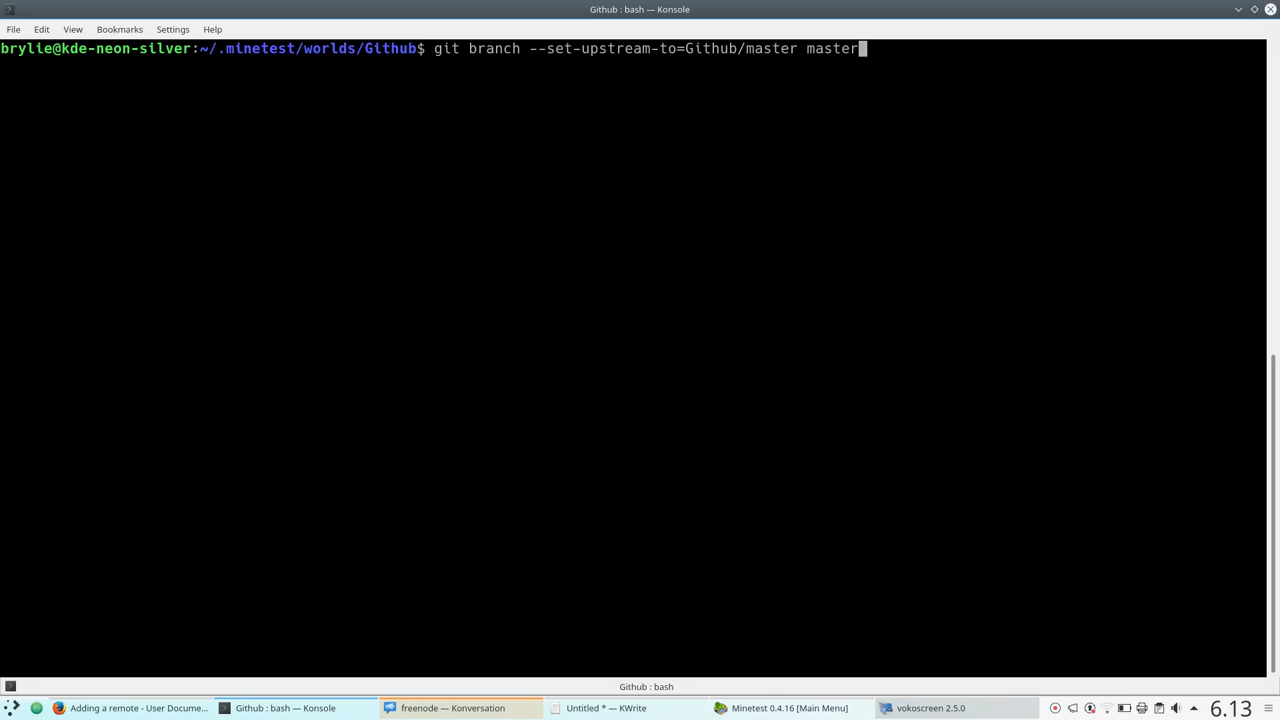 Github : bash — Konsole
File Edit View Bookmarks Settings Help
brylie@kde-neon-silver:~/.minetest/worlds/Github$ git branch --set-upstream-to=Github/master master
Github : bash
Adding a remote - User Docume... Github : bash — Konsole freenode — Konversation Untitled * — KWrite Minetest 0.4.16 [Main Menu] vokoscreen 2.5.0 6.13